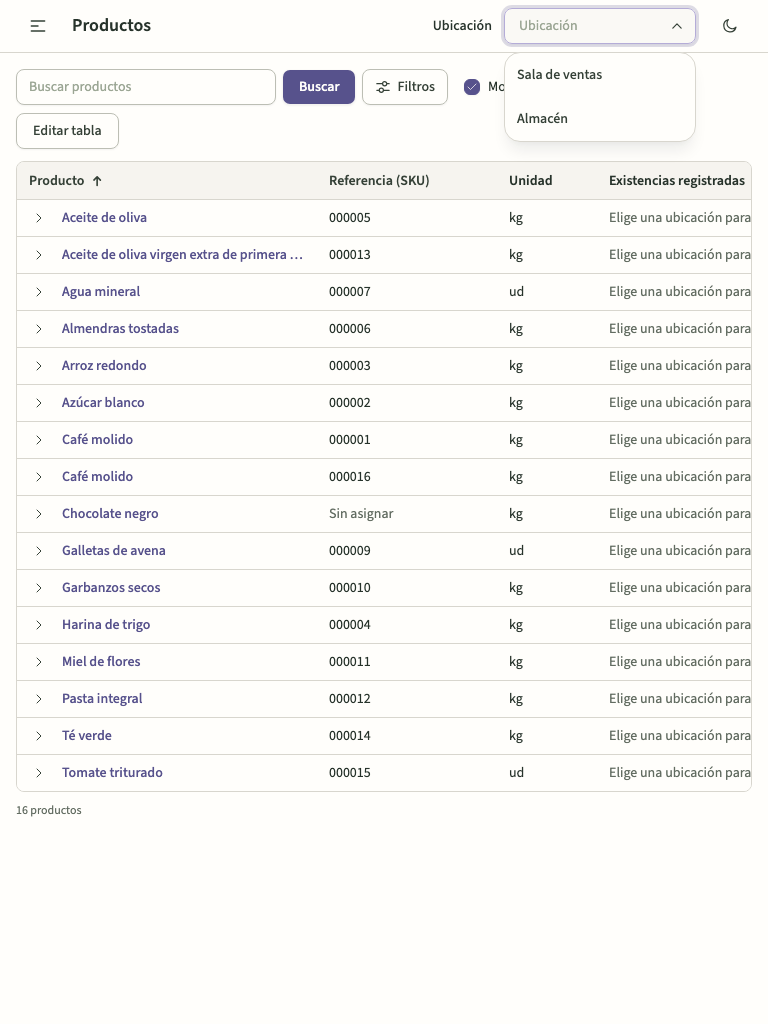 Productos
Ubicación
Ubicación
Sala de ventas
Almacén
Buscar productos
Buscar
Filtros
Editar tabla
Producto Referencia (SKU) Unidad Existencias registradas
Aceite de oliva 000005 kg Elige una ubicación para
Aceite de oliva virgen extra de primera … 000013 kg Elige una ubicación para
Agua mineral 000007 ud Elige una ubicación para
Almendras tostadas 000006 kg Elige una ubicación para
Arroz redondo 000003 kg Elige una ubicación para
Azúcar blanco 000002 kg Elige una ubicación para
Café molido 000001 kg Elige una ubicación para
Café molido 000016 kg Elige una ubicación para
Chocolate negro Sin asignar kg Elige una ubicación para
Galletas de avena 000009 ud Elige una ubicación para
Garbanzos secos 000010 kg Elige una ubicación para
Harina de trigo 000004 kg Elige una ubicación para
Miel de flores 000011 kg Elige una ubicación para
Pasta integral 000012 kg Elige una ubicación para
Té verde 000014 kg Elige una ubicación para
Tomate triturado 000015 ud Elige una ubicación para
16 productos